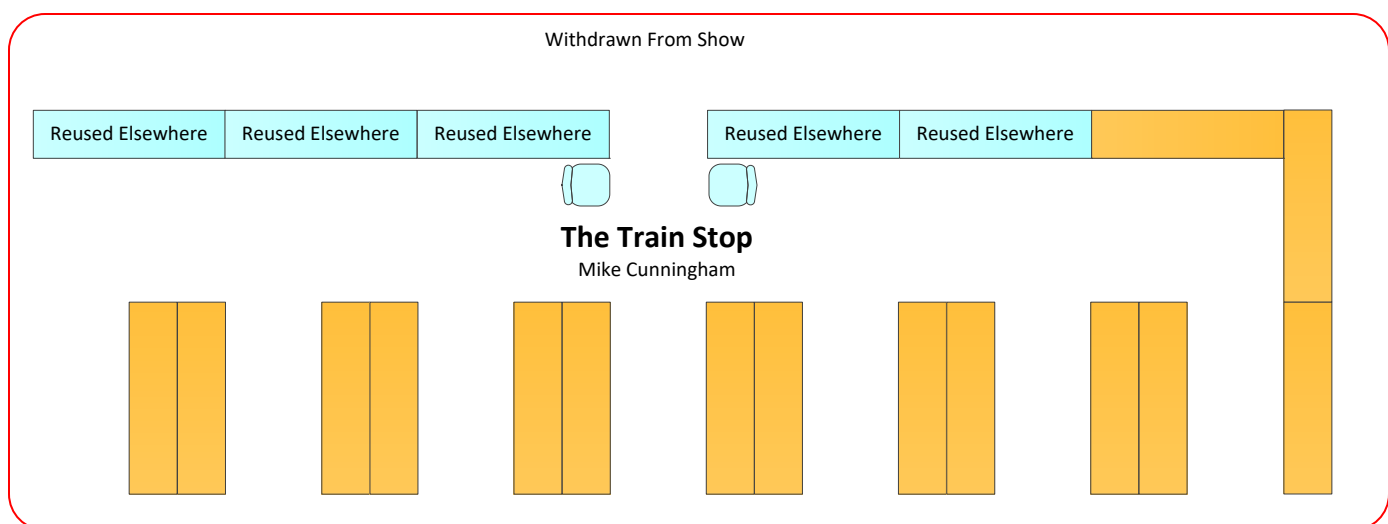 Withdrawn From Show
Reused Elsewhere Reused Elsewhere Reused Elsewhere Reused Elsewhere Reused Elsewhere
The Train Stop
Mike Cunningham